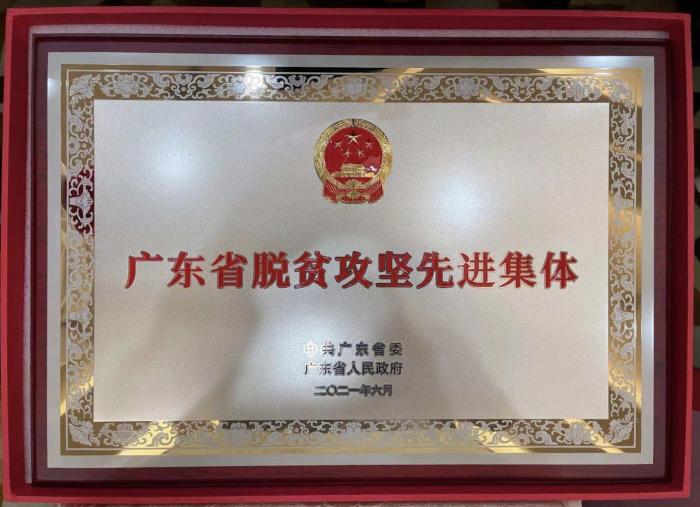 广东省脱贫攻坚先进集体
中共广东省委
广东省人民政府
二〇二一年六月